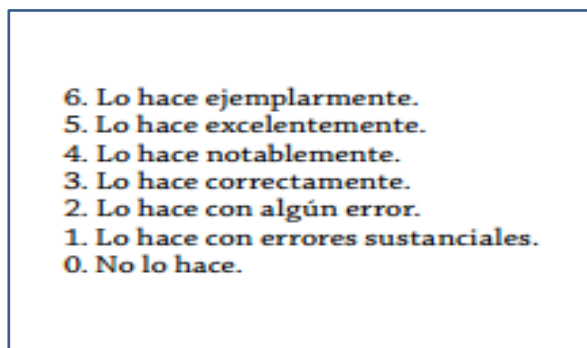 6. Lo hace ejemplarmente.
5. Lo hace excelentemente.
4. Lo hace notablemente.
3. Lo hace correctamente.
2. Lo hace con algún error.
1. Lo hace con errores sustanciales.
0. No lo hace.